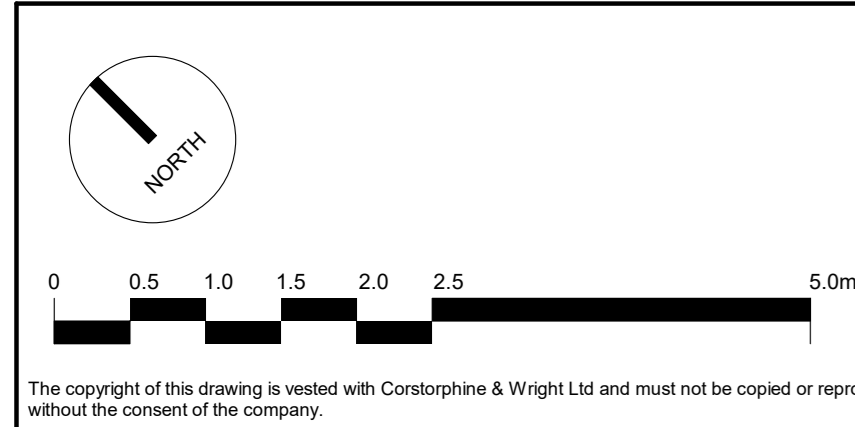 NORTH
0 0.5 1.0 1.5 2.0 2.5 5.0m
The copyright of this drawing is vested with Corstorphine & Wright Ltd and must not be copied or
without the consent of the company.